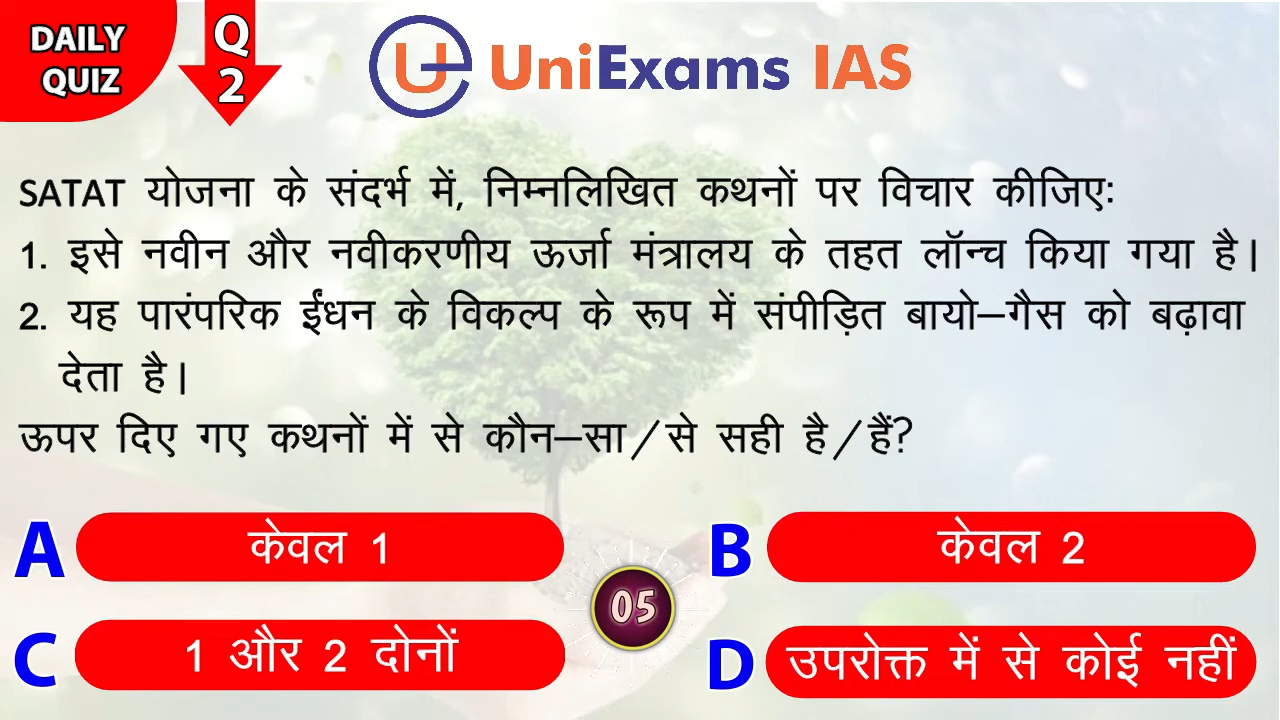 DAILY
QUIZ
Q
2
UniExams IAS
SATAT योजना के संदर्भ में, निम्नलिखित कथनों पर विचार कीजिए:
1. इसे नवीन और नवीकरणीय ऊर्जा मंत्रालय के तहत लॉन्च किया गया है।
2. यह पारंपरिक ईंधन के विकल्प के रूप में संपीड़ित बायो–गैस को बढ़ावा
देता है।
ऊपर दिए गए कथनों में से कौन–सा/से सही है/हैं?
A केवल 1
B केवल 2
05
C 1 और 2 दोनों
D उपरोक्त में से कोई नहीं